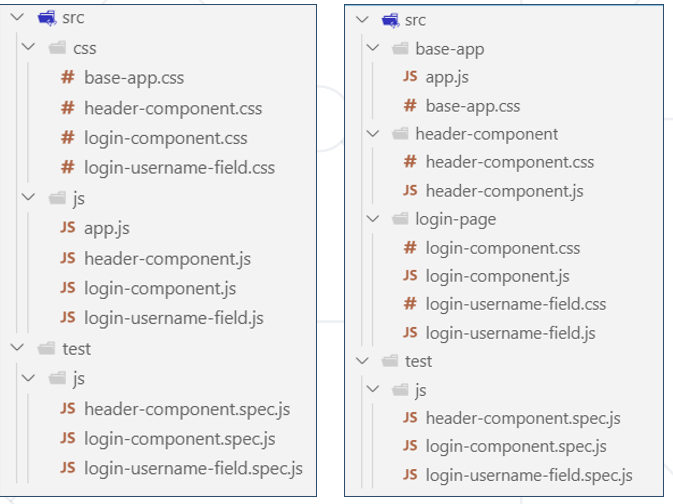 src
css
base-app.css
header-component.css
login-component.css
login-username-field.css
js
JS app.js
JS header-component.js
JS login-component.js
JS login-username-field.js
test
js
JS header-component.spec.js
JS login-component.spec.js
JS login-username-field.spec.js
src
base-app
JS app.js
# base-app.css
header-component
# header-component.css
JS header-component.js
login-page
# login-component.css
JS login-component.js
# login-username-field.css
JS login-username-field.js
test
js
JS header-component.spec.js
JS login-component.spec.js
JS login-username-field.spec.js